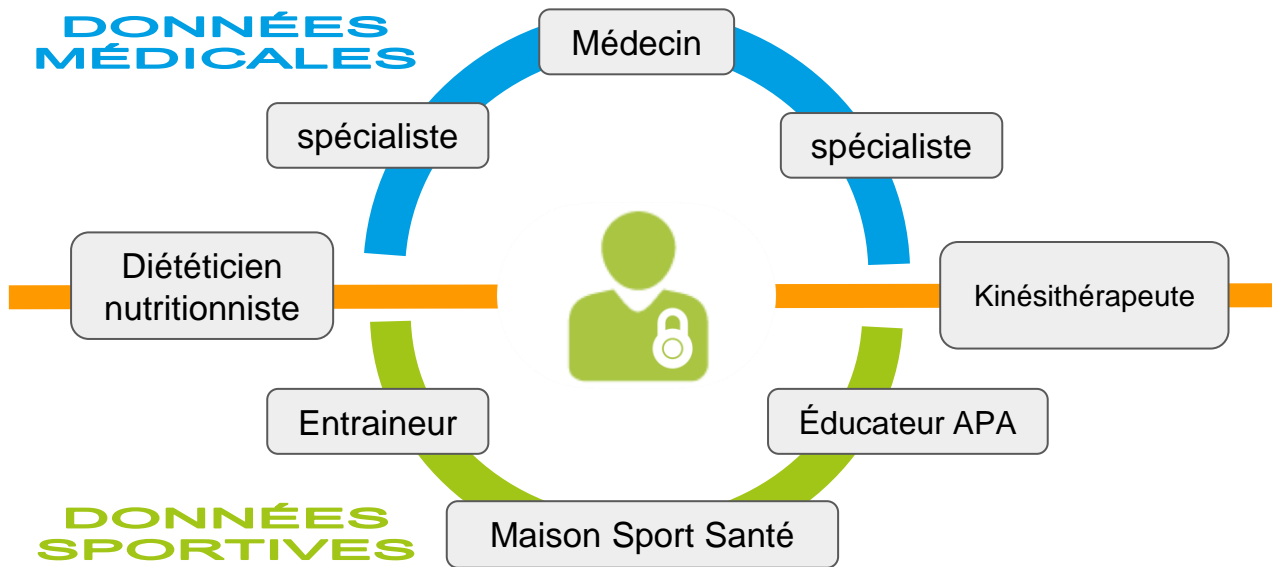 DONNÉES
MÉDICALES
Médecin
spécialiste
spécialiste
Diététicien
nutritionniste
Kinésithérapeute
Entraineur
Éducateur APA
DONNÉES
SPORTIVES
Maison Sport Santé